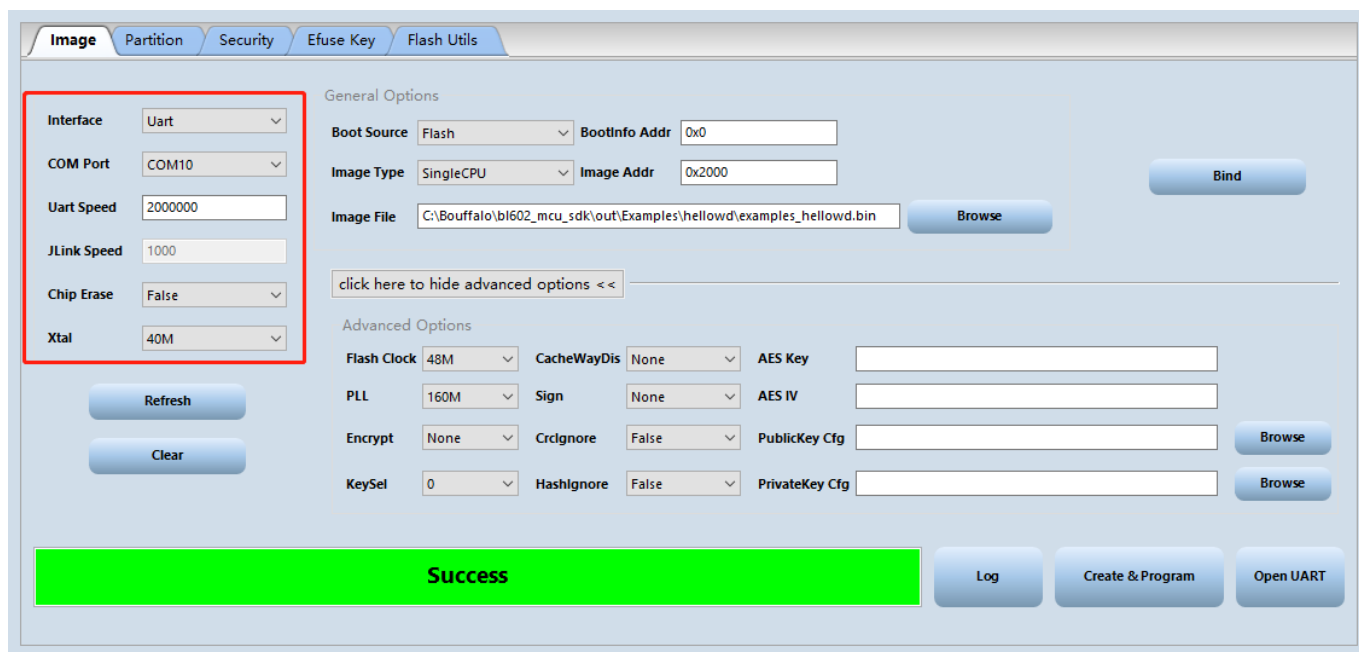 Image Partition Security Efuse Key Flash Utils
Interface Uart
COM Port COM10
Uart Speed 2000000
JLink Speed 1000
Chip Erase False
Xtal 40M
Refresh
Clear
General Options
Boot Source Flash BootInfo Addr 0x0
Image Type SingleCPU Image Addr 0x2000
Image File C:\Bouffalo\bl602_mcu_sdk\out\Examples\hellowd\examples_hellowd.bin Browse
Bind
click here to hide advanced options <<
Advanced Options
Flash Clock 48M CacheWayDis None AES Key
PLL 160M Sign None AES IV
Encrypt None CrcIgnore False PublicKey Cfg Browse
KeySel 0 HashIgnore False PrivateKey Cfg Browse
Success Log Create & Program Open UART